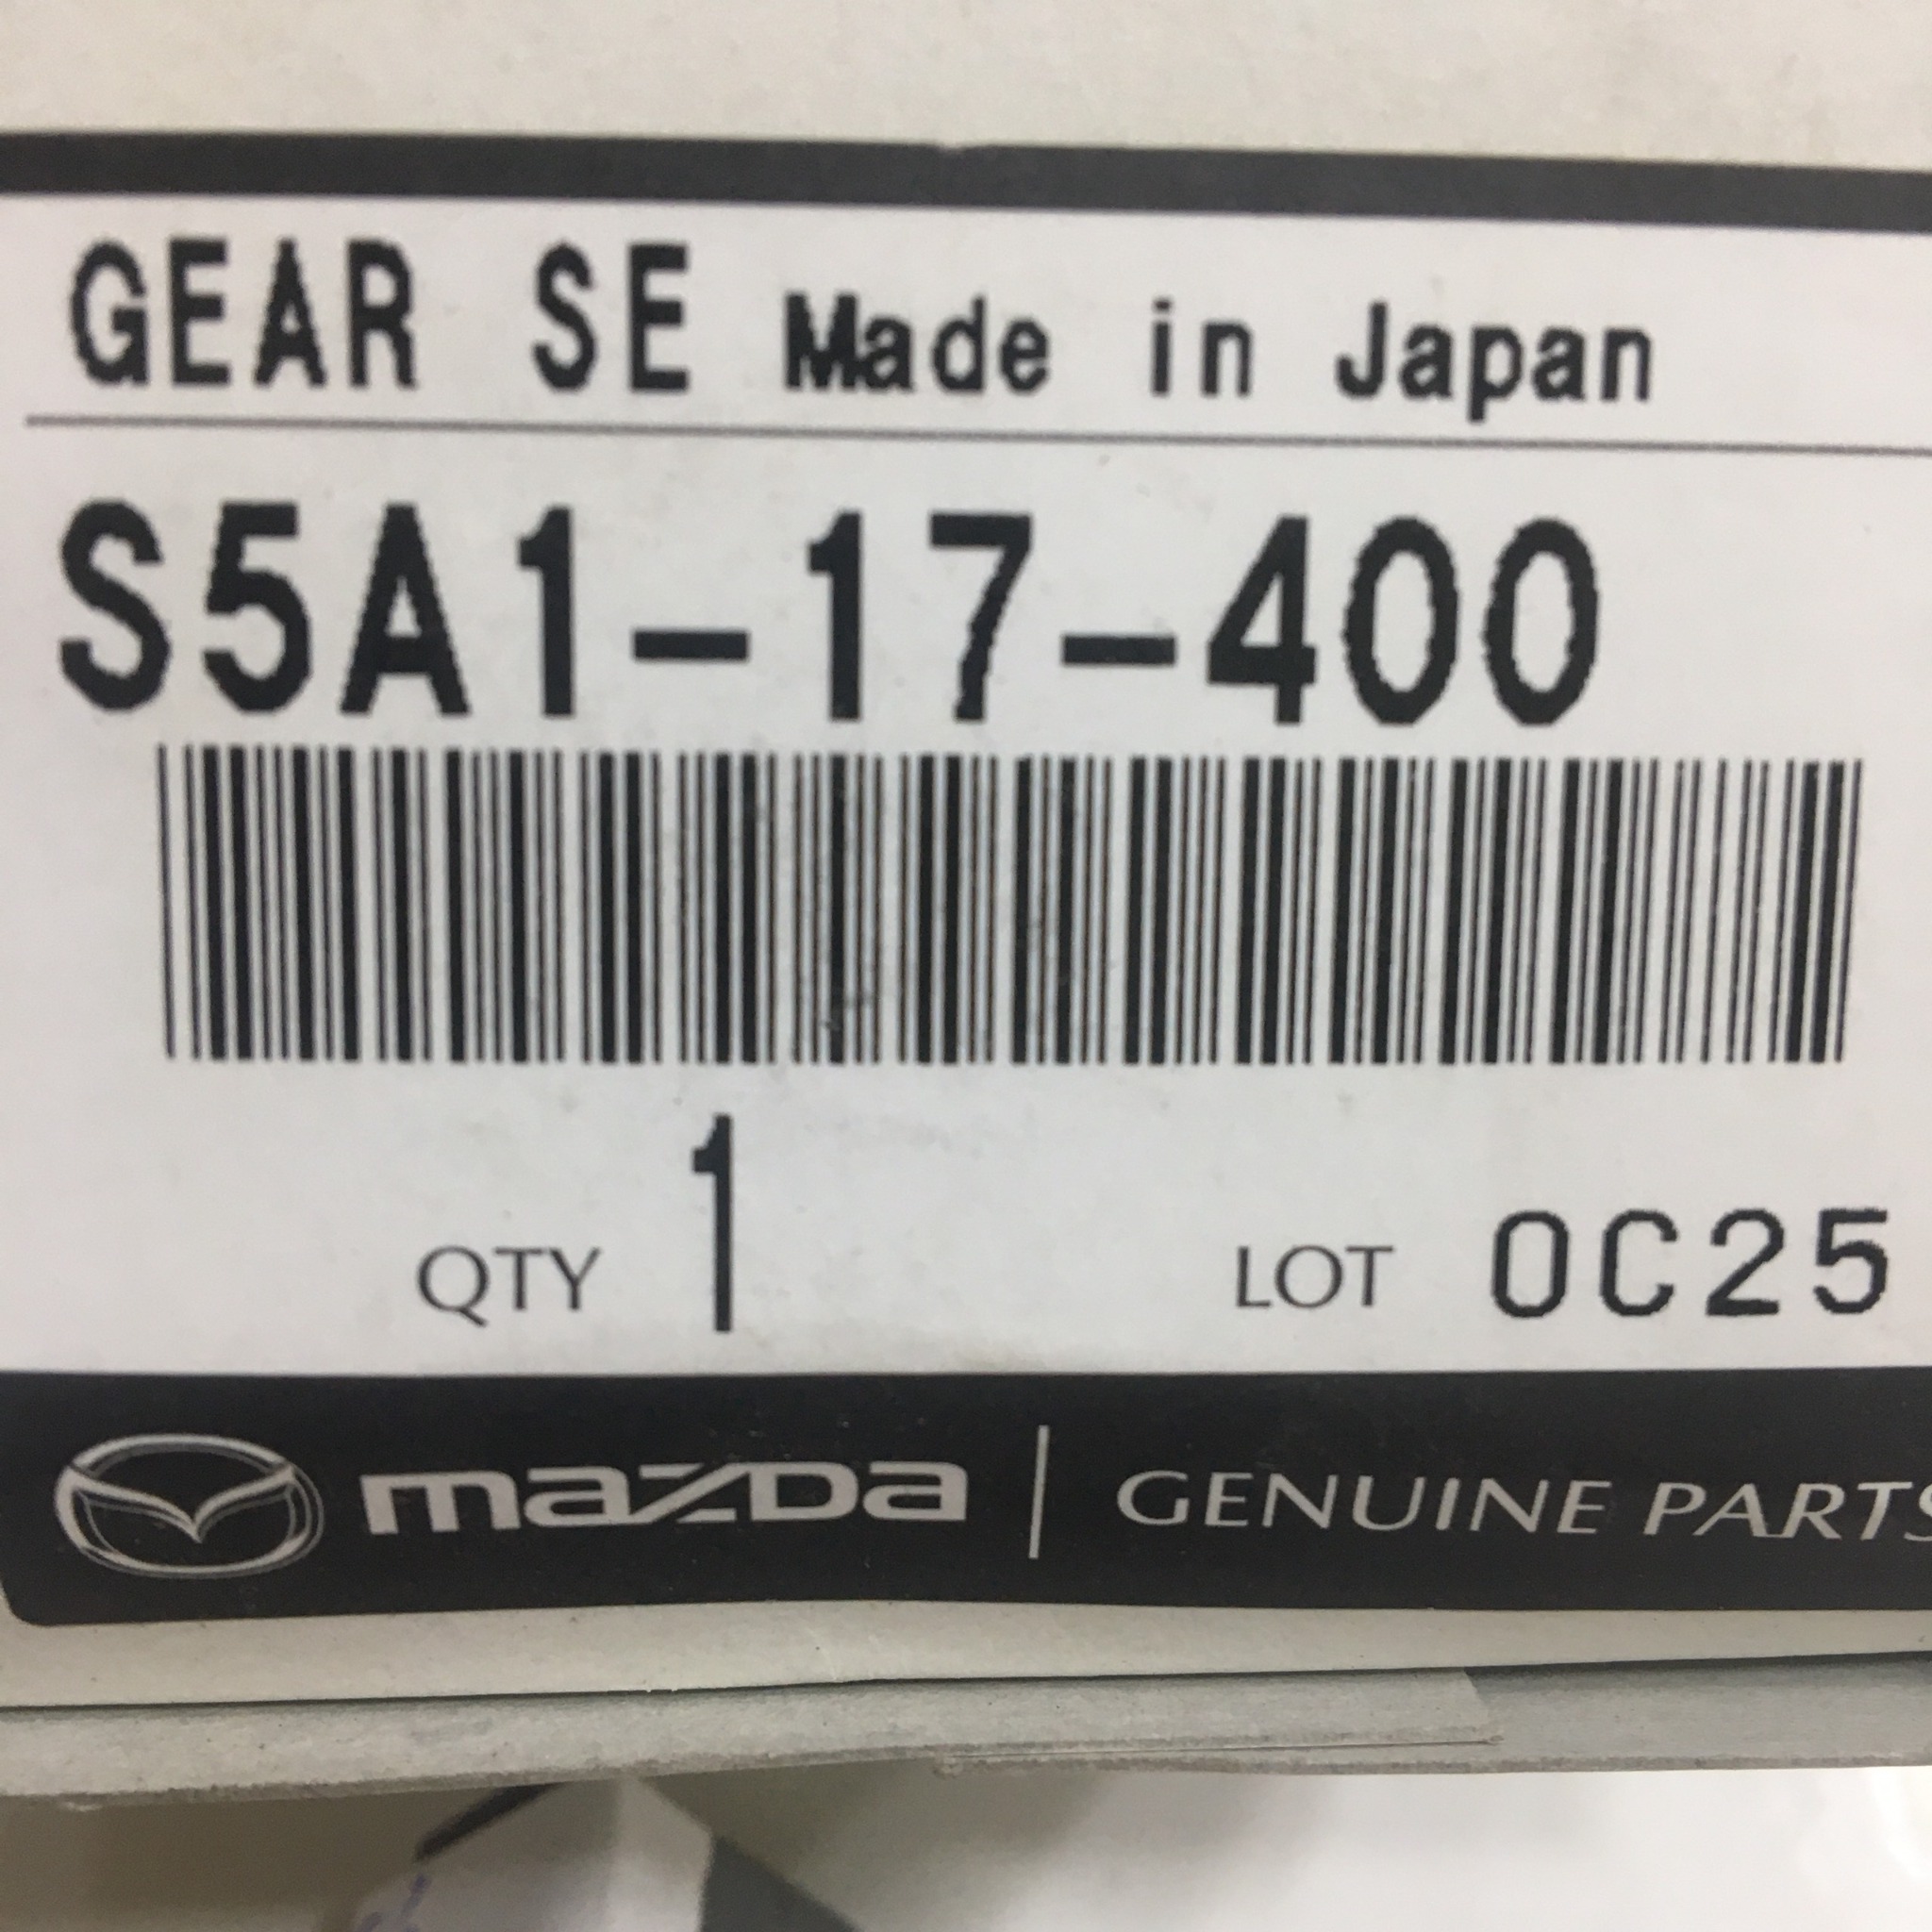 GEAR SE Made in Japan
S5A1-17-400
QTY 1 LOT 0C25
mazda | GENUINE PARTS